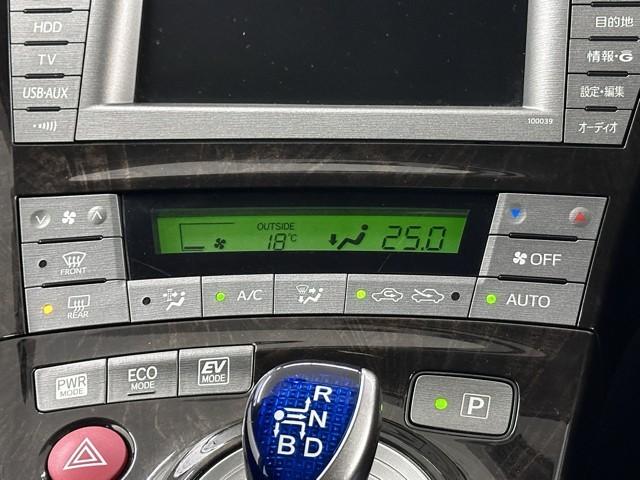 HDD
TV
USB·AUX
目的地
情報·G
設定·編集
オーディオ
100039
OUTSIDE
18℃
25.0
FRONT
REAR
A/C
OFF
AUTO
PWR MODE
ECO MODE
EV MODE
R
N
B D
P